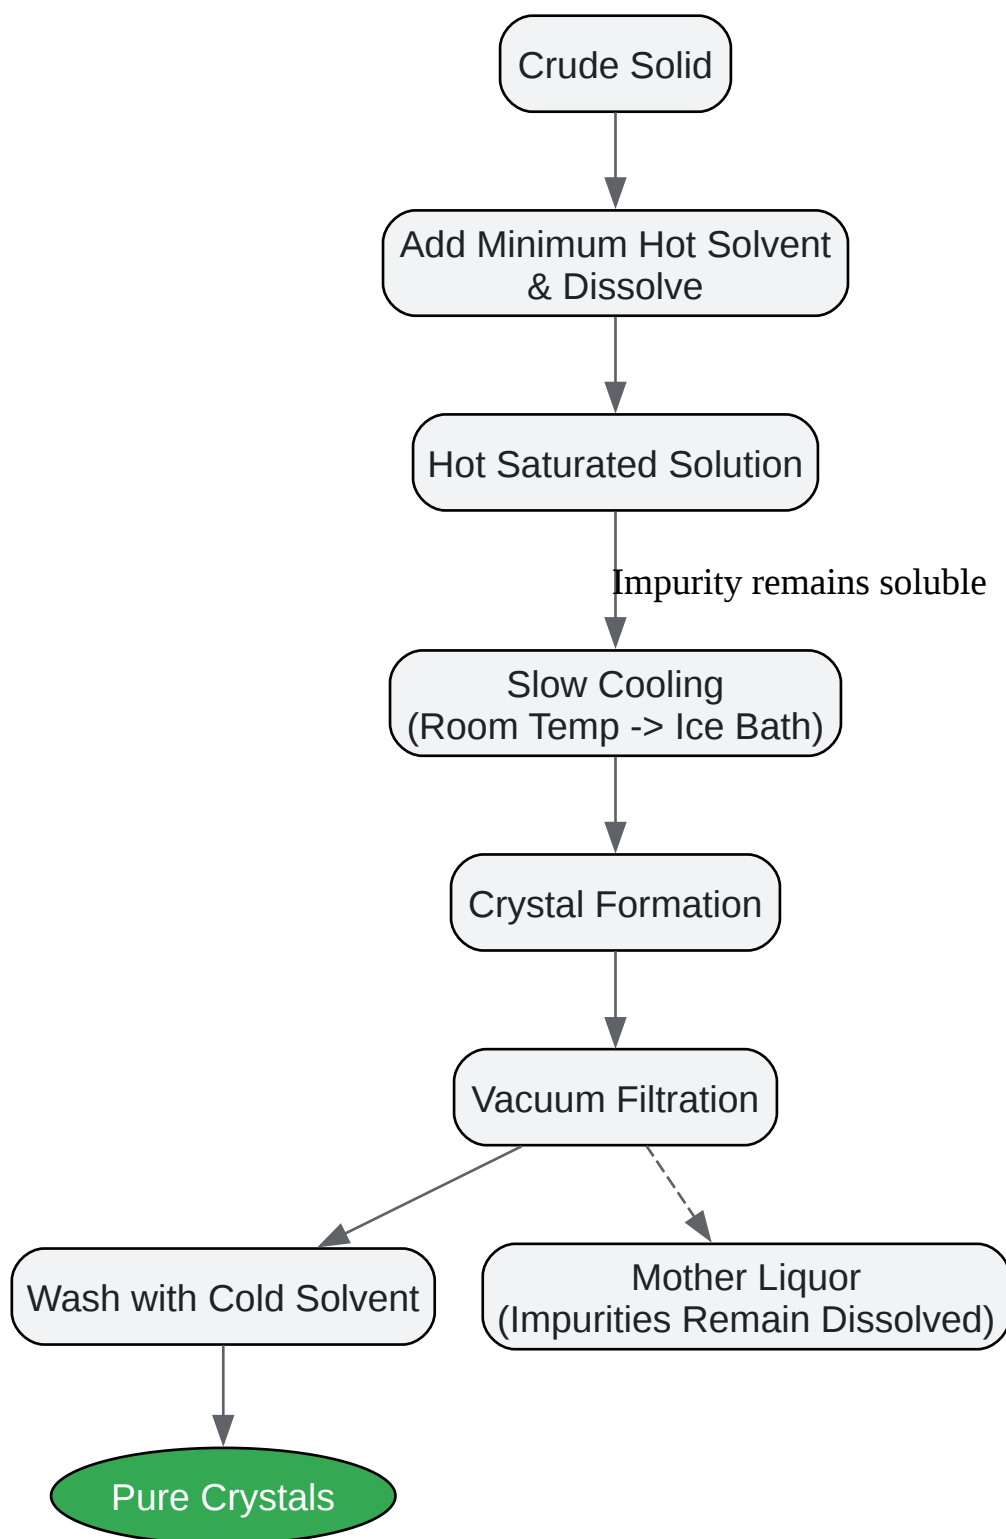 Crude Solid
Add Minimum Hot Solvent
& Dissolve
Hot Saturated Solution
Impurity remains soluble
Slow Cooling
(Room Temp -> Ice Bath)
Crystal Formation
Vacuum Filtration
Wash with Cold Solvent
Mother Liquor
(Impurities Remain Dissolved)
Pure Crystals